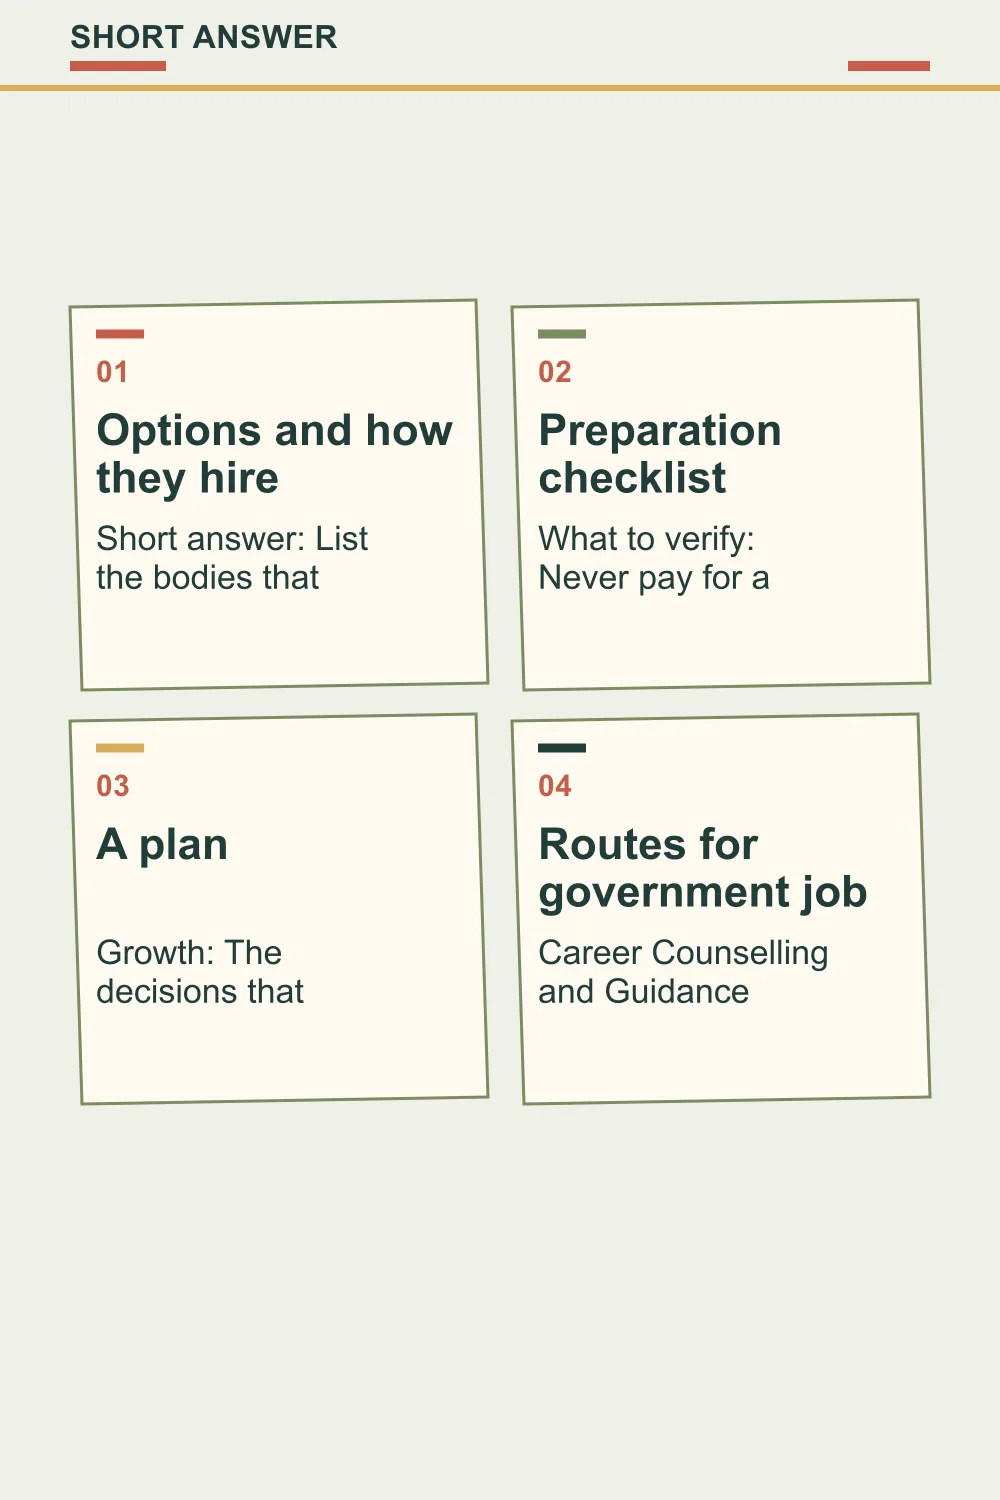 SHORT ANSWER
01
Options and how
they hire
Short answer: List
the bodies that
02
Preparation
checklist
What to verify:
Never pay for a
03
A plan
Growth: The
decisions that
04
Routes for
government job
Career Counselling
and Guidance